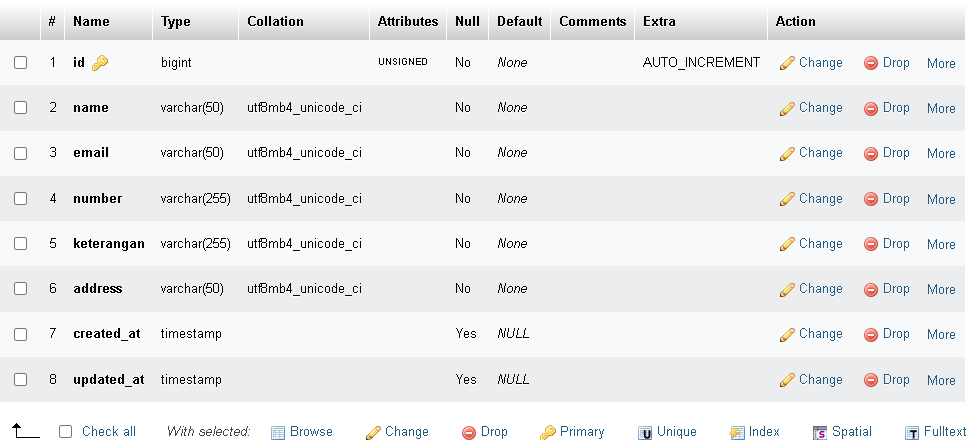 # Name Type Collation Attributes Null Default Comments Extra Action
1 id bigint UNSIGNED No None AUTO_INCREMENT Change Drop More
2 name varchar(50) utf8mb4_unicode_ci No None Change Drop More
3 email varchar(50) utf8mb4_unicode_ci No None Change Drop More
4 number varchar(255) utf8mb4_unicode_ci No None Change Drop More
5 keterangan varchar(255) utf8mb4_unicode_ci No None Change Drop More
6 address varchar(50) utf8mb4_unicode_ci No None Change Drop More
7 created_at timestamp Yes NULL Change Drop More
8 updated_at timestamp Yes NULL Change Drop More
Check all With selected: Browse Change Drop Primary Unique Index Spatial Fulltext